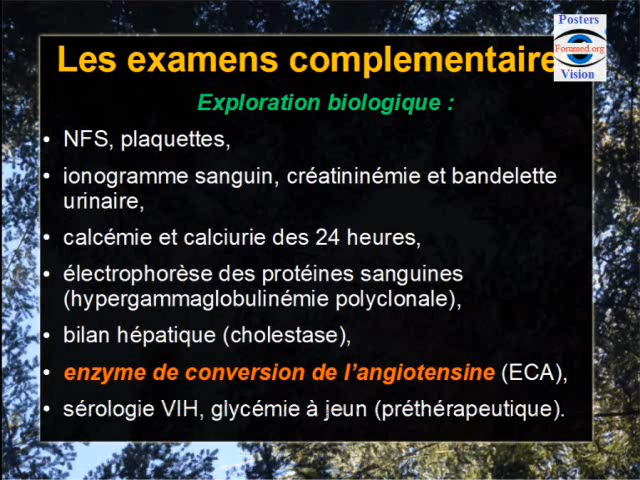 Les examens complementaire
Posters
Forumed.org
Vision
Exploration biologique :
• NFS, plaquettes,
• ionogramme sanguin, créatininémie et bandelette
urinaire,
• calcémie et calciurie des 24 heures,
• électrophorèse des protéines sanguines
(hypergammaglobulinémie polyclonale),
• bilan hépatique (cholestase),
• enzyme de conversion de l’angiotensine (ECA),
• sérologie VIH, glycémie à jeun (préthérapeutique).